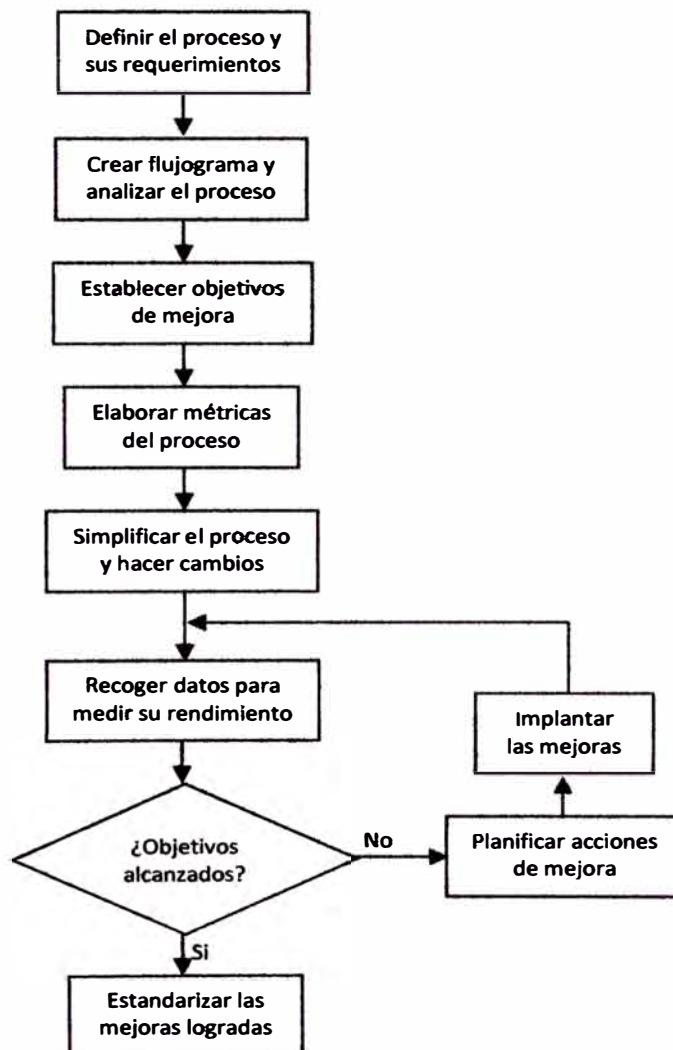 Definir el proceso y
sus requerimientos
Crear flujograma y
analizar el proceso
Establecer objetivos
de mejora
Elaborar métricas
del proceso
Simplificar el proceso
y hacer cambios
Recoger datos para
medir su rendimiento
Implantar
las mejoras
¿Objetivos
alcanzados?
No
Planificar acciones
de mejora
Si
Estandarizar las
mejoras logradas